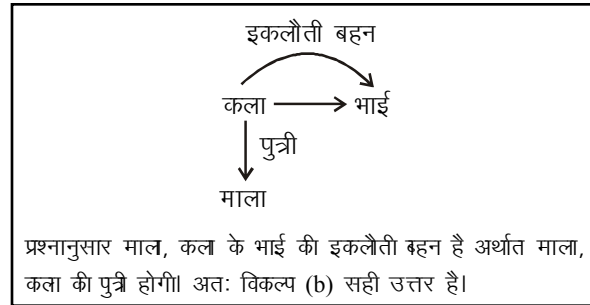 इकलौती बहन
कला भाई
पुत्री
माला
प्रश्नानुसार माला, कला के भाई की इकलौती बहन है अर्थात माला,
कला की पुत्री होगी। अतः विकल्प (b) सही उत्तर है।